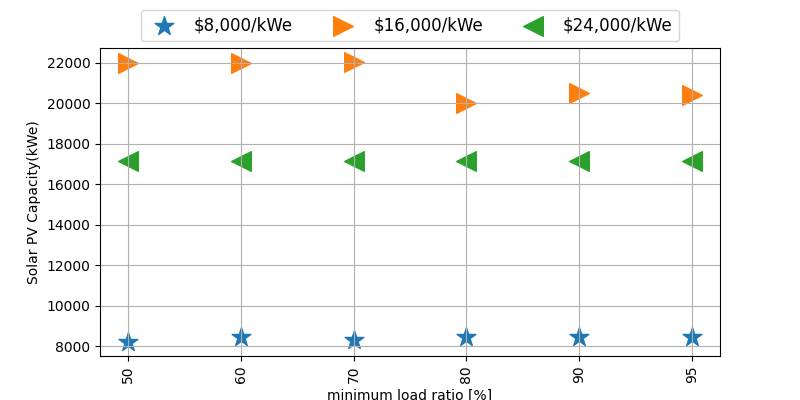 $8,000/kWe $16,000/kWe $24,000/kWe
22000
20000
18000
16000
14000
12000
10000
8000
Solar PV Capacity(kWe)
50 60 70 80 90 95
minimum load ratio [%]